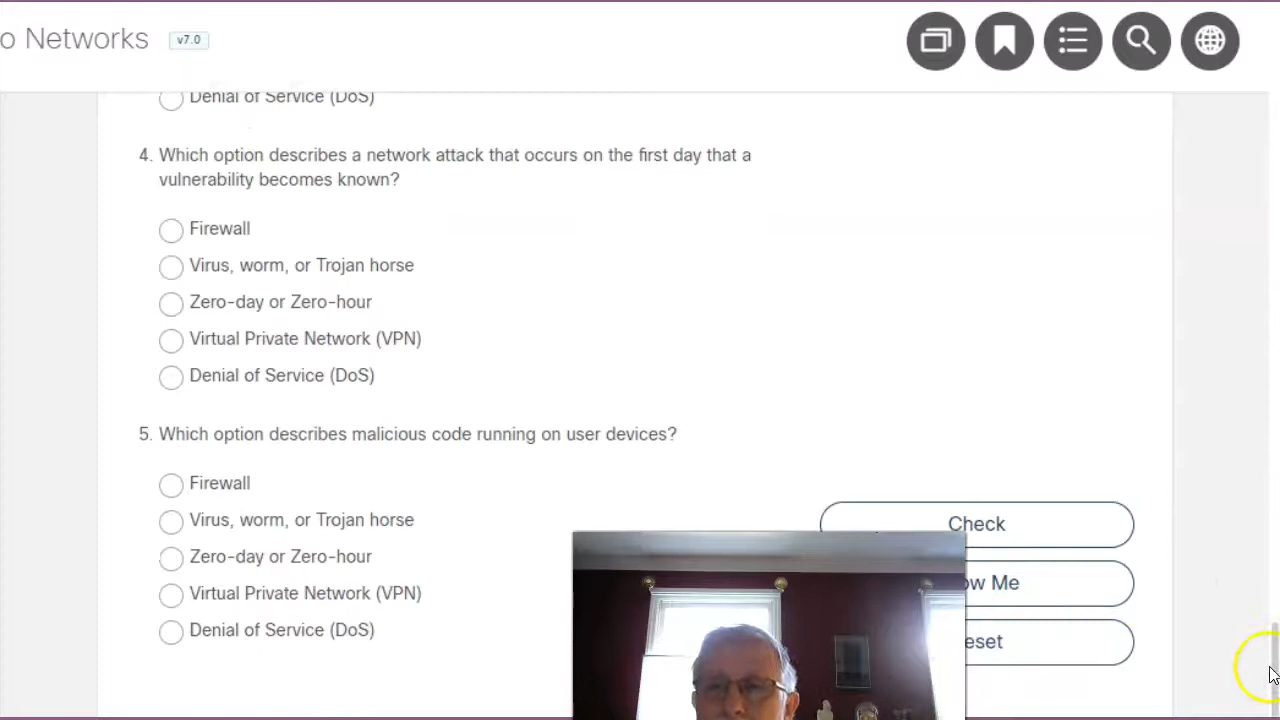 o Networks v7.0
Denial of Service (DoS)
4. Which option describes a network attack that occurs on the first day that a
vulnerability becomes known?
Firewall
Virus, worm, or Trojan horse
Zero-day or Zero-hour
Virtual Private Network (VPN)
Denial of Service (DoS)
5. Which option describes malicious code running on user devices?
Firewall
Virus, worm, or Trojan horse
Zero-day or Zero-hour
Virtual Private Network (VPN)
Denial of Service (DoS)
Check
ow Me
eset